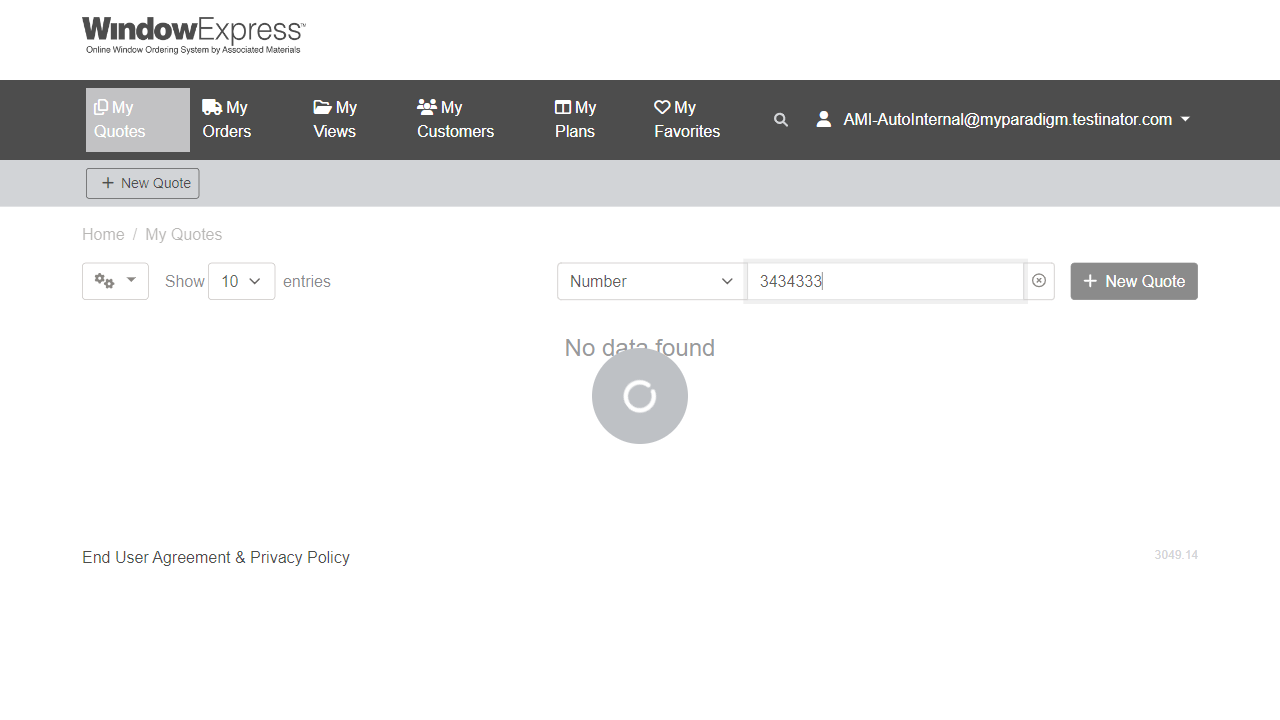 WindowExpress™
Online Window Ordering System by Associated Materials
My Quotes
My Orders
My Views
My Customers
My Plans
My Favorites
AMI-AutoInternal@myparadigm.testinator.com
New Quote
Home / My Quotes
Show 10 entries
Number
3434333
New Quote
No data found
End User Agreement & Privacy Policy
3049.14